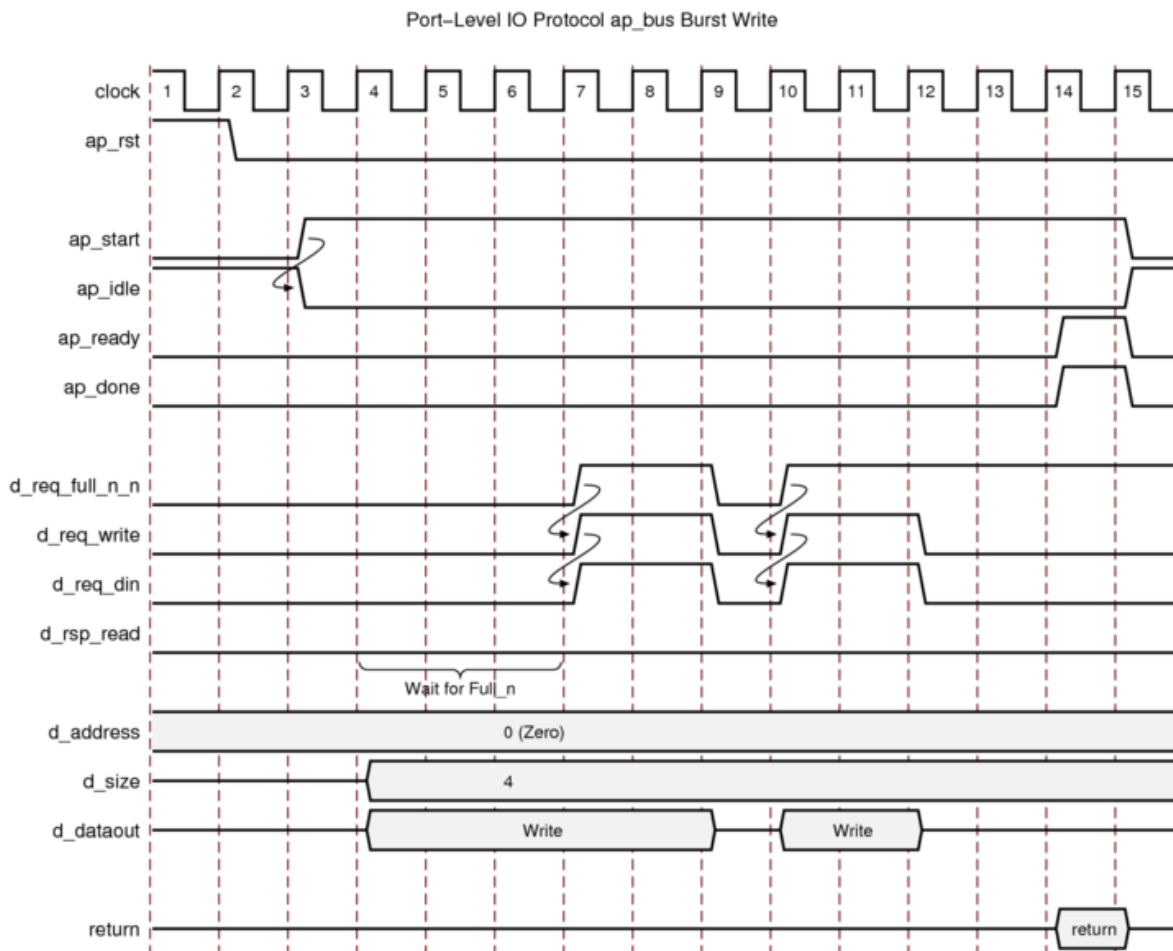 Port–Level IO Protocol ap_bus Burst Write
clock 1 2 3 4 5 6 7 8 9 10 11 12 13 14 15
ap_rst
ap_start
ap_idle
ap_ready
ap_done
d_req_full_n_n
d_req_write
d_req_din
d_rsp_read
Wait for Full_n
d_address 0 (Zero)
d_size 4
d_dataout Write Write
return return